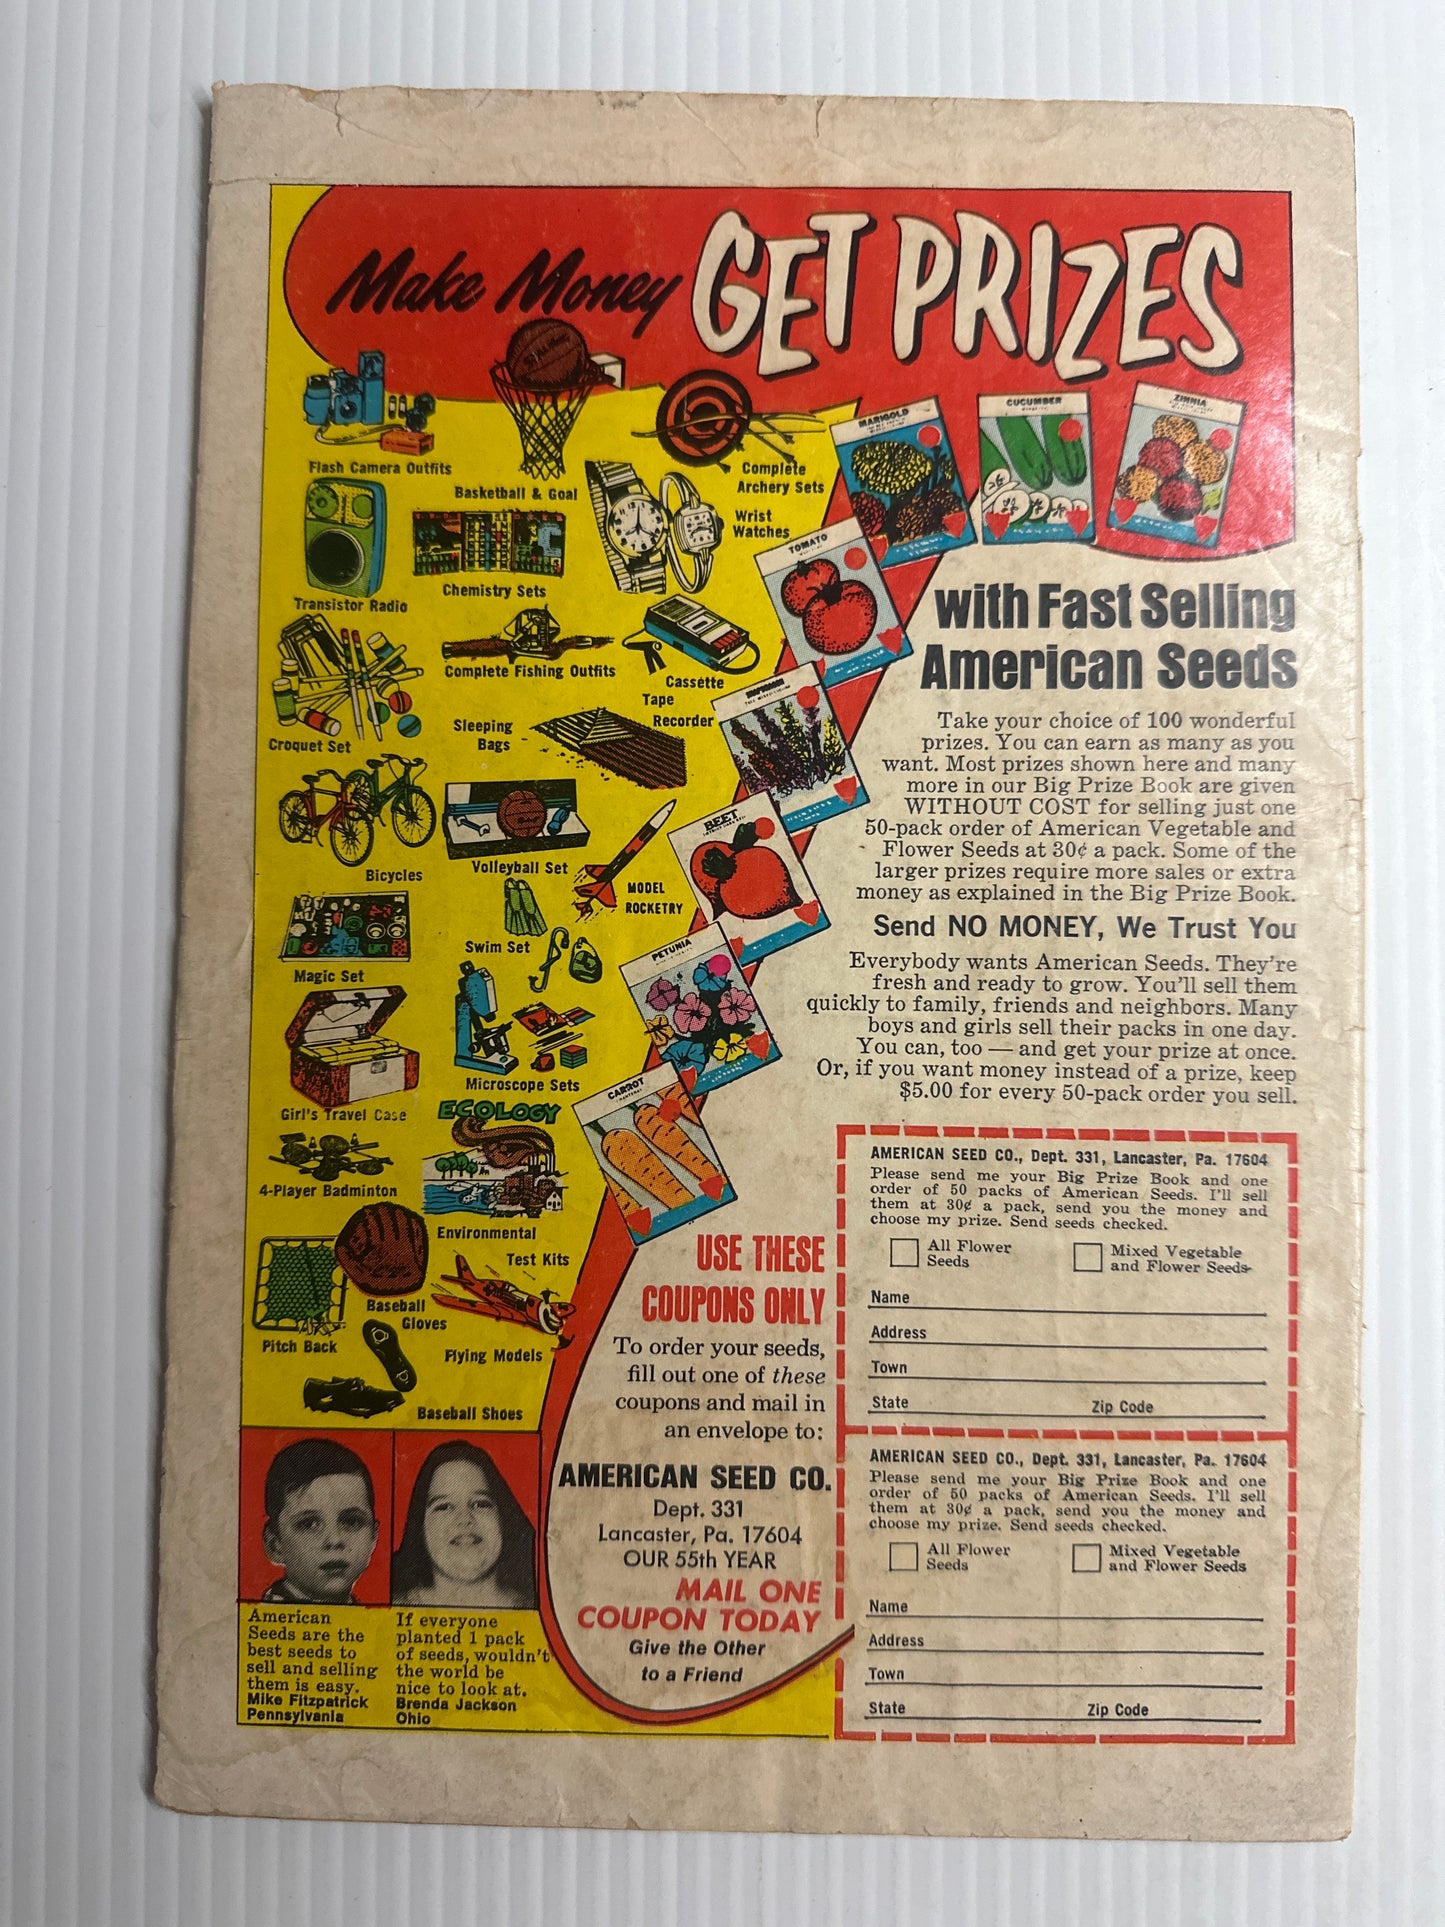 Make Money GET PRIZES
SPALDING
Flash Camera Outfits
Basketball & Goal
Complete
Archery Sets
Wrist
Watches
Transistor Radio
Chemistry Sets
Complete Fishing Outfits
Cassette
Tape
Recorder
Croquet Set
Sleeping
Bags
Bicycles
Volleyball Set
MODEL
ROCKETRY
Magic Set
Swim Set
Girl's Travel Case
Microscope Sets
ECOLOGY
4-Player Badminton
Environmental
Test Kits
Pitch Back
Baseball
Gloves
Flying Models
Baseball Shoes
MARIGOLD
CUCUMBER
ZINNIA
TOMATO
BEET
PETUNIA
CARROT
with Fast Selling
American Seeds
Take your choice of 100 wonderful
prizes. You can earn as many as you
want. Most prizes shown here and many
more in our Big Prize Book are given
WITHOUT COST for selling just one
50-pack order of American Vegetable and
Flower Seeds at 30¢ a pack. Some of the
larger prizes require more sales or extra
money as explained in the Big Prize Book.
Send NO MONEY, We Trust You
Everybody wants American Seeds. They're
fresh and ready to grow. You'll sell them
quickly to family, friends and neighbors. Many
boys and girls sell their packs in one day.
You can, too — and get your prize at once.
Or, if you want money instead of a prize, keep
$5.00 for every 50-pack order you sell.
USE THESE
COUPONS ONLY
To order your seeds,
fill out one of these
coupons and mail in
an envelope to:
AMERICAN SEED CO.
Dept. 331
Lancaster, Pa. 17604
OUR 55th YEAR
MAIL ONE
COUPON TODAY
Give the Other
to a Friend
AMERICAN SEED CO., Dept. 331, Lancaster, Pa. 17604
Please send me your Big Prize Book and one
order of 50 packs of American Seeds. I'll sell
them at 30¢ a pack, send you the money and
choose my prize. Send seeds checked.
All Flower
Seeds
Mixed Vegetable
and Flower Seeds
Name
Address
Town
State Zip Code
AMERICAN SEED CO., Dept. 331, Lancaster, Pa. 17604
Please send me your Big Prize Book and one
order of 50 packs of American Seeds. I'll sell
them at 30¢ a pack, send you the money and
choose my prize. Send seeds checked.
All Flower
Seeds
Mixed Vegetable
and Flower Seeds
Name
Address
Town
State Zip Code
American
Seeds are the
best seeds to
sell and selling
them is easy.
Mike Fitzpatrick
Pennsylvania
If everyone
planted 1 pack
of seeds, wouldn't
the world be
nice to look at.
Brenda Jackson
Ohio